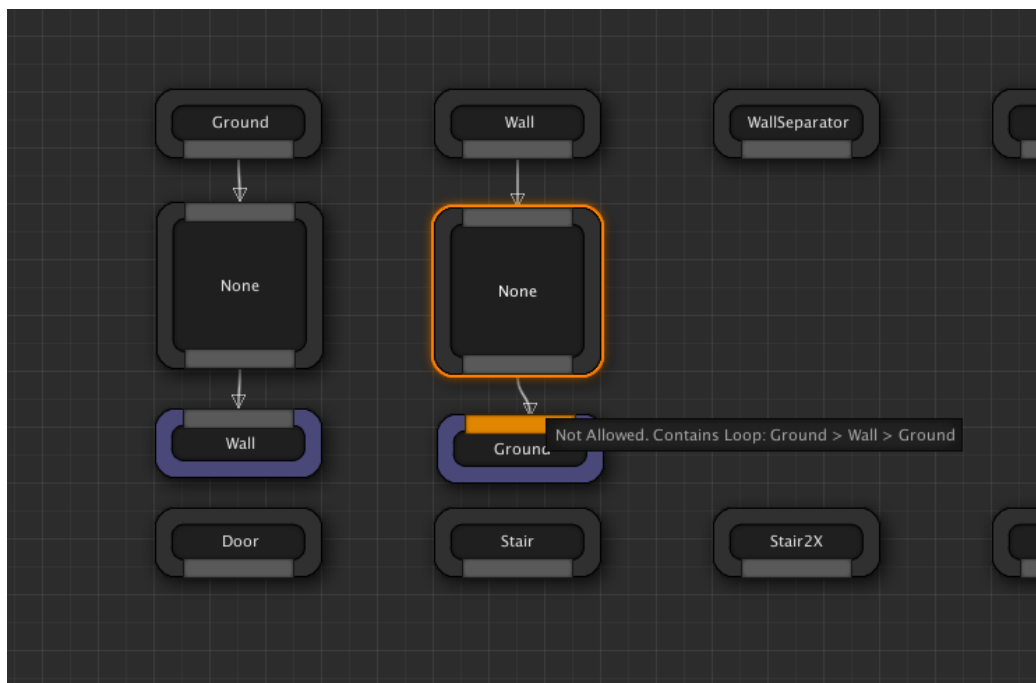 Ground
Wall
WallSeparator
None
None
Wall
Ground
Not Allowed. Contains Loop: Ground > Wall > Ground
Door
Stair
Stair2X